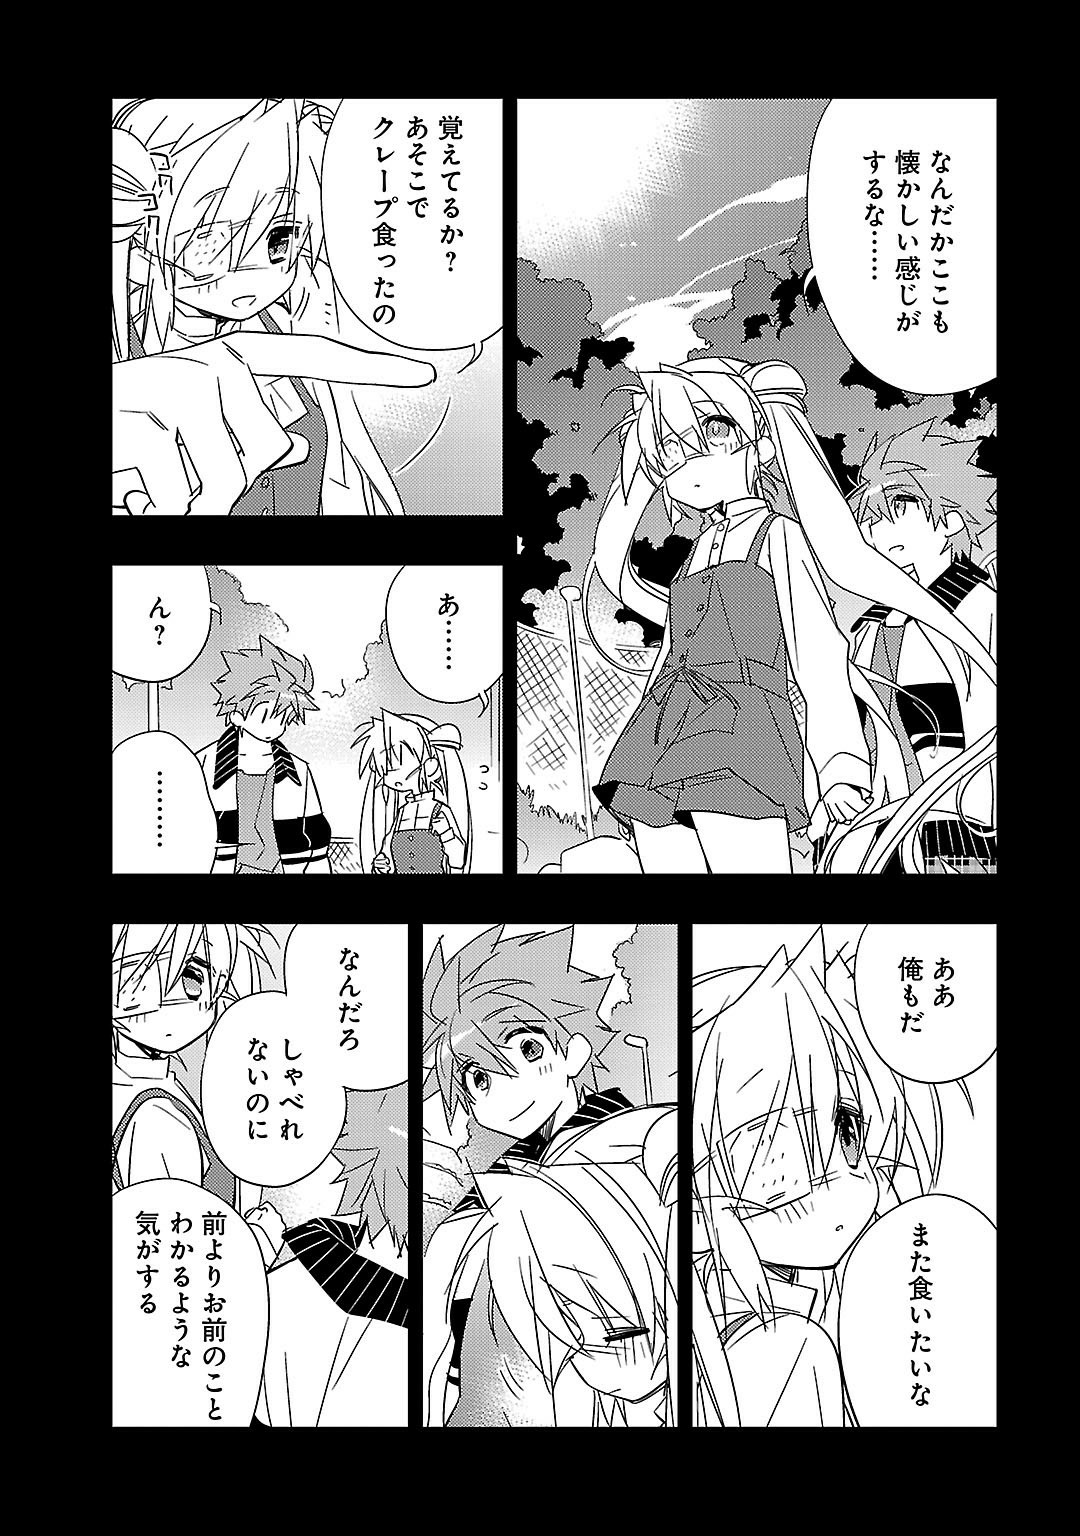 なんだかここも
懐かしい感じが
するな……
覚えてるか?
あそこで
クレープ食ったの
あ……
ん?
………
ああ
俺もだ
また食いたいな
なんだろ
しゃべれ
ないのに
前よりお前のこと
わかるような
気がする